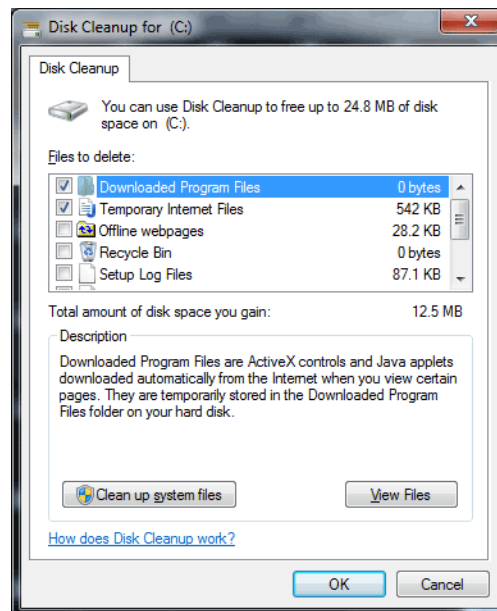 Disk Cleanup for (C:)
Disk Cleanup
You can use Disk Cleanup to free up to 24.8 MB of disk
space on (C:).
Files to delete:
Downloaded Program Files 0 bytes
Temporary Internet Files 542 KB
Offline webpages 28.2 KB
Recycle Bin 0 bytes
Setup Log Files 87.1 KB
Total amount of disk space you gain: 12.5 MB
Description
Downloaded Program Files are ActiveX controls and Java applets
downloaded automatically from the Internet when you view certain
pages. They are temporarily stored in the Downloaded Program
Files folder on your hard disk.
Clean up system files View Files
How does Disk Cleanup work?
OK Cancel